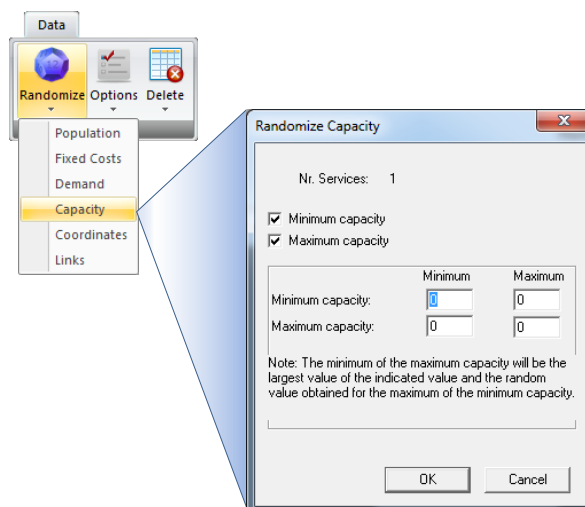 Data
Randomize Options Delete
Population
Fixed Costs
Demand
Capacity
Coordinates
Links
Randomize Capacity
Nr. Services: 1
Minimum capacity
Maximum capacity
Minimum Maximum
Minimum capacity: 0 0
Maximum capacity: 0 0
Note: The minimum of the maximum capacity will be the
largest value of the indicated value and the random
value obtained for the maximum of the minimum capacity.
OK Cancel